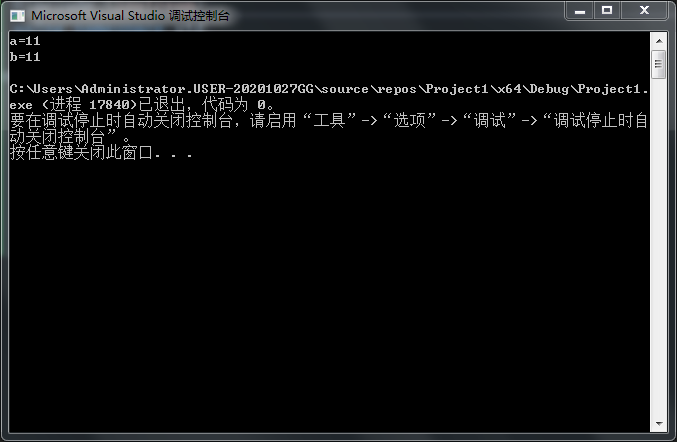 Microsoft Visual Studio 调试控制台
a=11
b=11
C:\Users\Administrator.USER-20201027GG\source\repos\Project1\x64\Debug\Project1.
exe (进程 17840)已退出，代码为 0。
要在调试停止时自动关闭控制台，请启用“工具”->“选项”->“调试”->“调试停止时自
动关闭控制台”。
按任意键关闭此窗口. . .